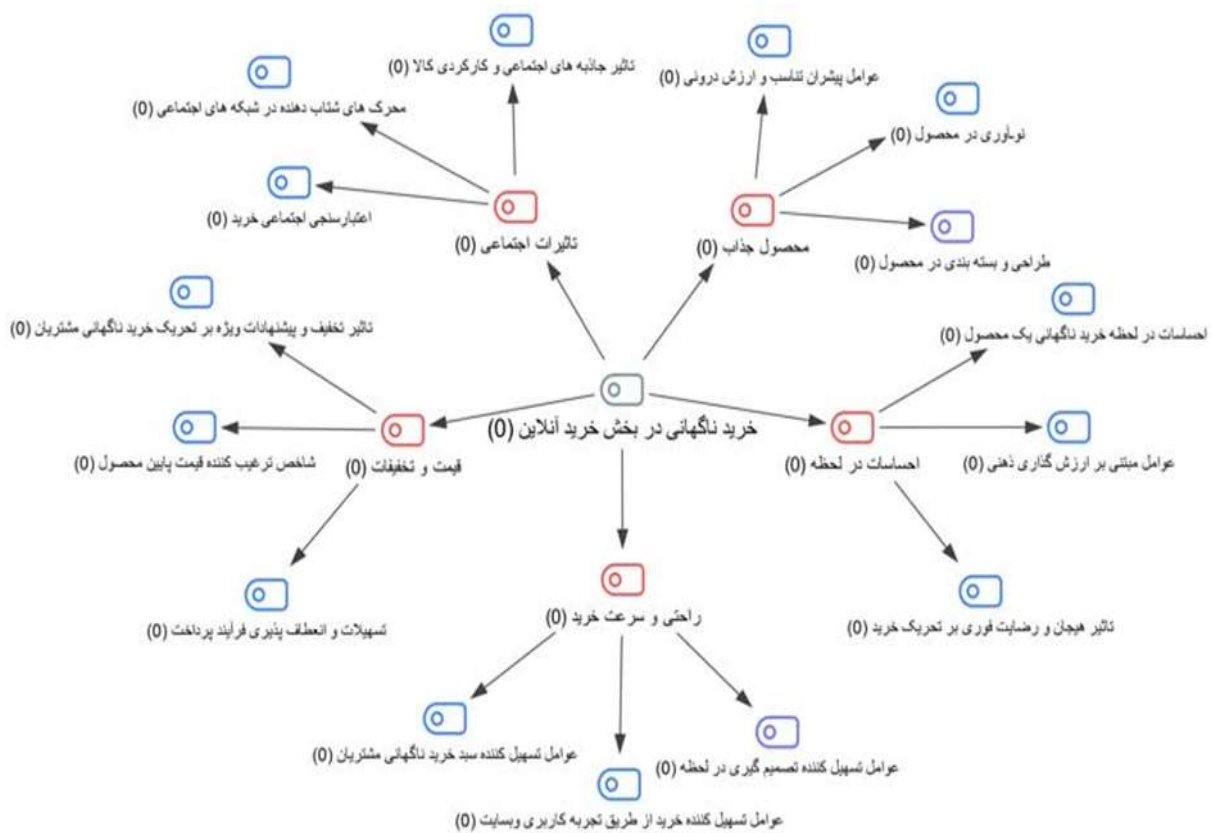 تاثیر جاذبه های اجتماعی و کارکردی کالا (0)
عوامل پیشران تناسب و ارزش درونی (0)
محرک های شتاب دهنده در شبکه های اجتماعی (0)
نوآوری در محصول (0)
اعتبارسنجی اجتماعی خرید (0)
تاثیرات اجتماعی (0)
محصول جذاب (0)
طراحی و بسته بندی در محصول (0)
تاثیر تخفیف و پیشنهادات ویژه بر تحریک خرید ناگهانی مشتریان (0)
احساسات در لحظه خرید ناگهانی یک محصول (0)
خرید ناگهانی در بخش خرید آنلاین (0)
شاخص ترغیب کننده قیمت پایین محصول (0)
قیمت و تخفیفات (0)
احساسات در لحظه (0)
عوامل مبتنی بر ارزش گذاری ذهنی (0)
تسهیلات و انعطاف پذیری فرآیند پرداخت (0)
راحتی و سرعت خرید (0)
تاثیر هیجان و رضایت فوری بر تحریک خرید (0)
عوامل تسهیل کننده سبد خرید ناگهانی مشتریان (0)
عوامل تسهیل کننده تصمیم گیری در لحظه (0)
عوامل تسهیل کننده خرید از طریق تجربه کاربری وبسایت (0)